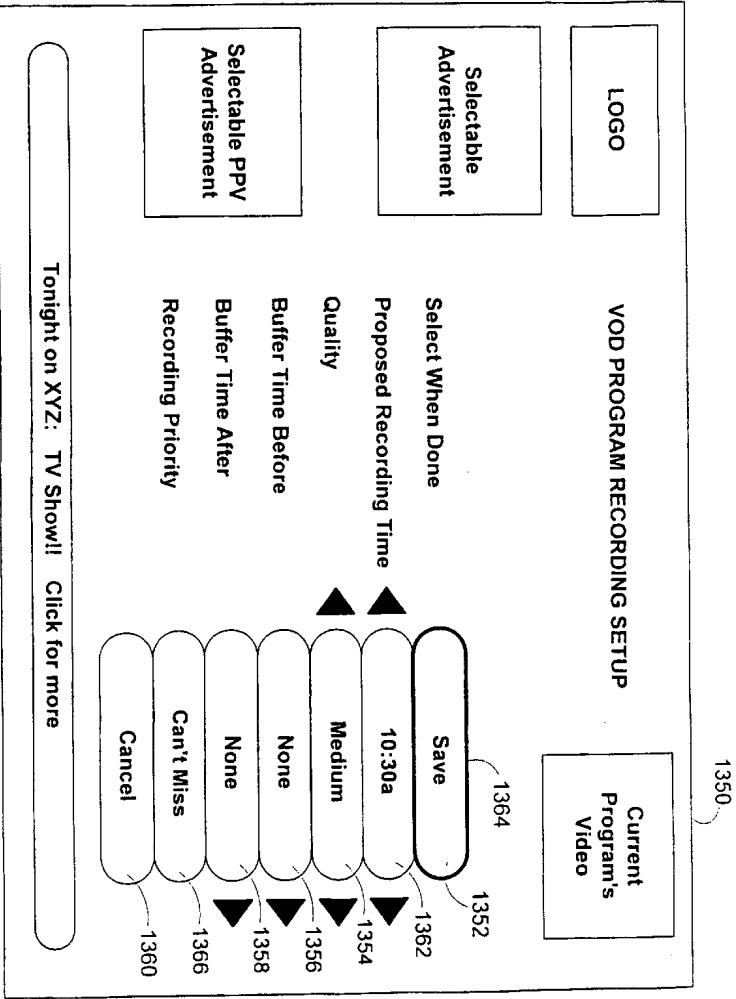 1350
LOGO
VOD PROGRAM RECORDING SETUP
Current
Program's
Video
Selectable
Advertisement
Selectable PPV
Advertisement
1364
Select When Done
Save
1352
Proposed Recording Time
10:30a
1362
Quality
Medium
1354
Buffer Time Before
None
1356
Buffer Time After
None
1358
Recording Priority
Can't Miss
1366
Cancel
1360
Tonight on XYZ: TV Show!! Click for more